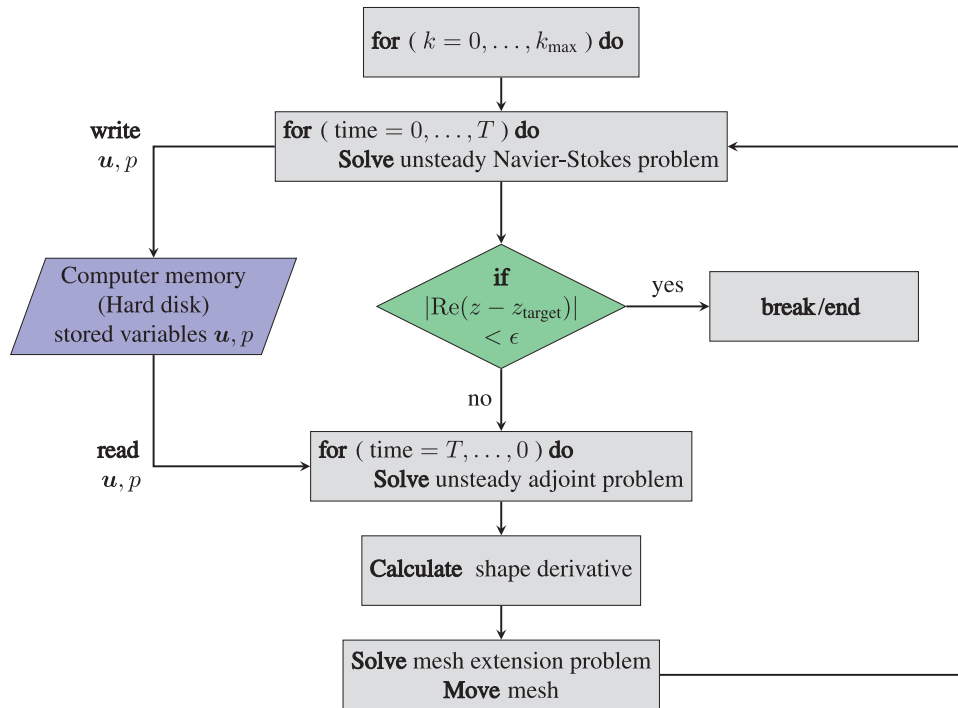 for ( k = 0, . . . , k_max ) do
write
u, p
for ( time = 0, . . . , T ) do
Solve unsteady Navier-Stokes problem
Computer memory
(Hard disk)
stored variables u, p
if
|Re(z − z_target)|
< ϵ
yes
break/end
no
read
u, p
for ( time = T, . . . , 0 ) do
Solve unsteady adjoint problem
Calculate shape derivative
Solve mesh extension problem
Move mesh